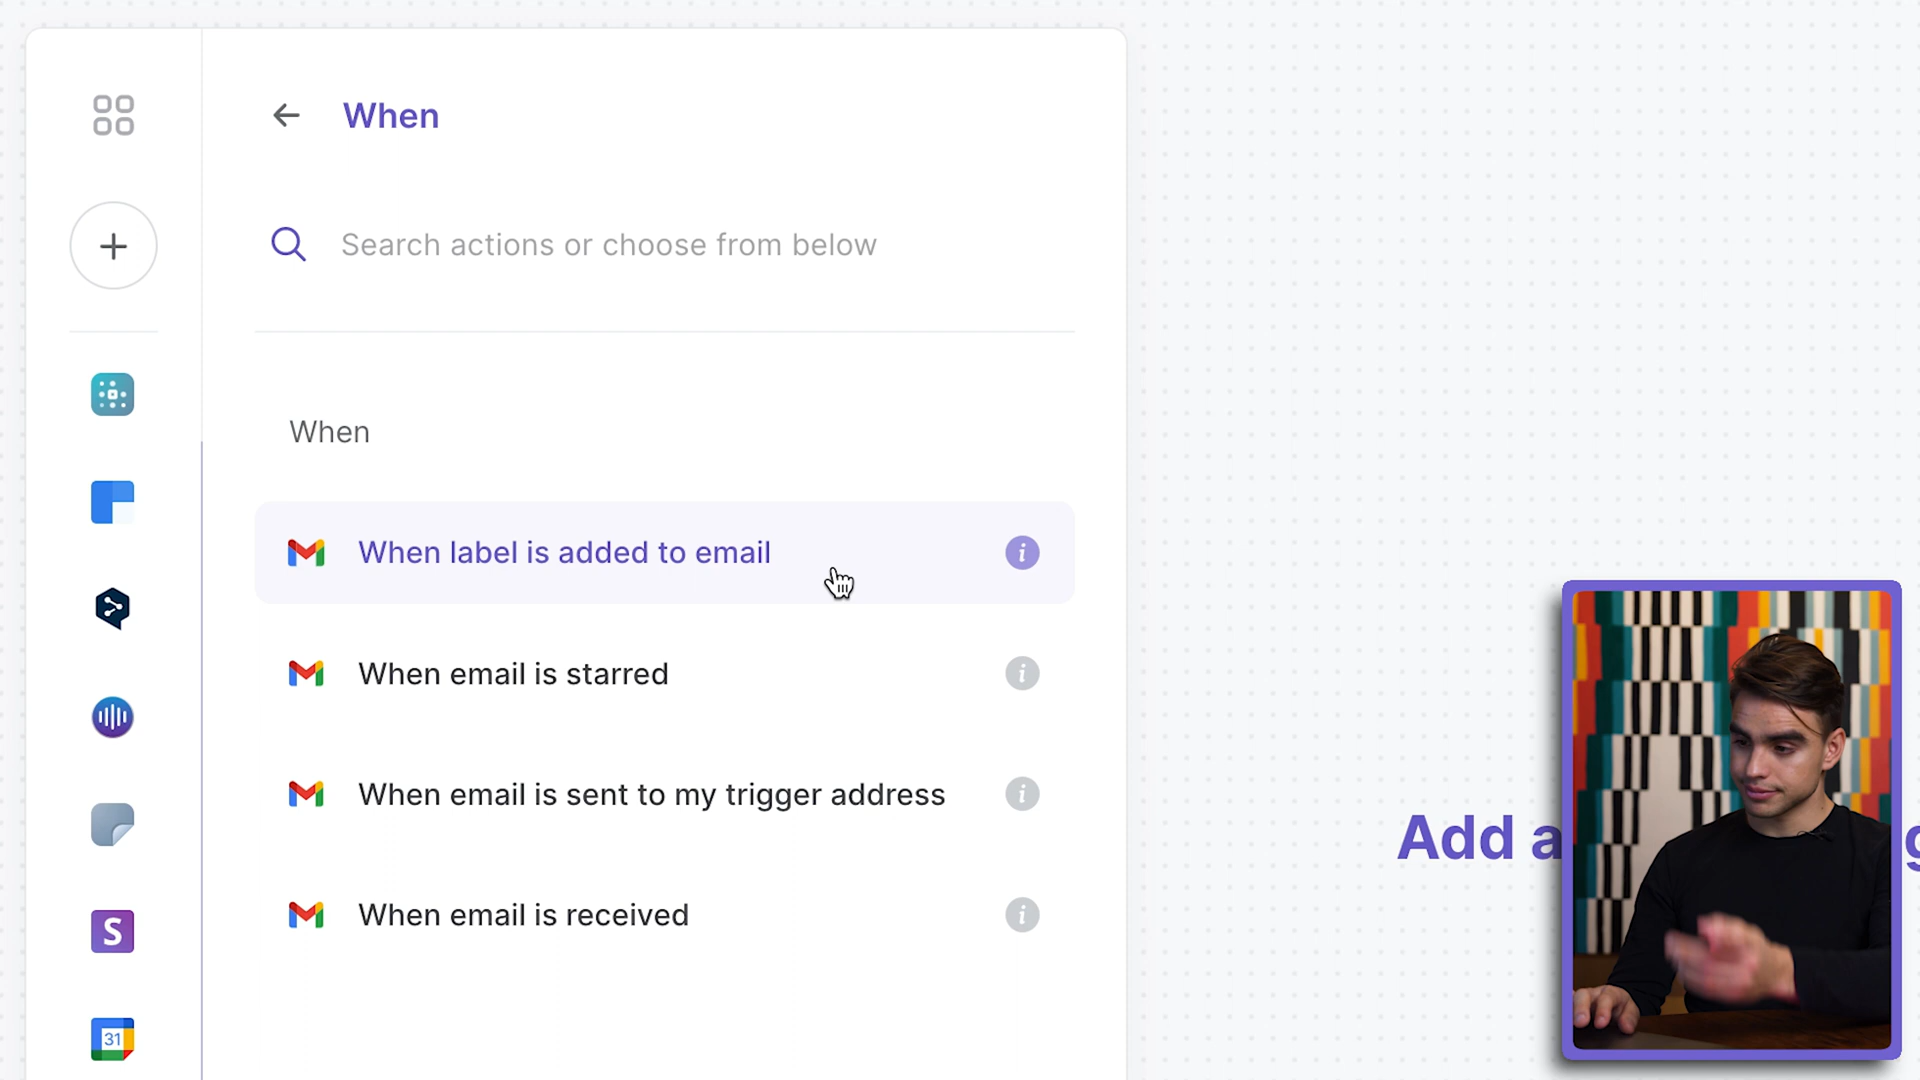 When
Search actions or choose from below
When
When label is added to email
When email is starred
When email is sent to my trigger address
When email is received
Add a
S
31